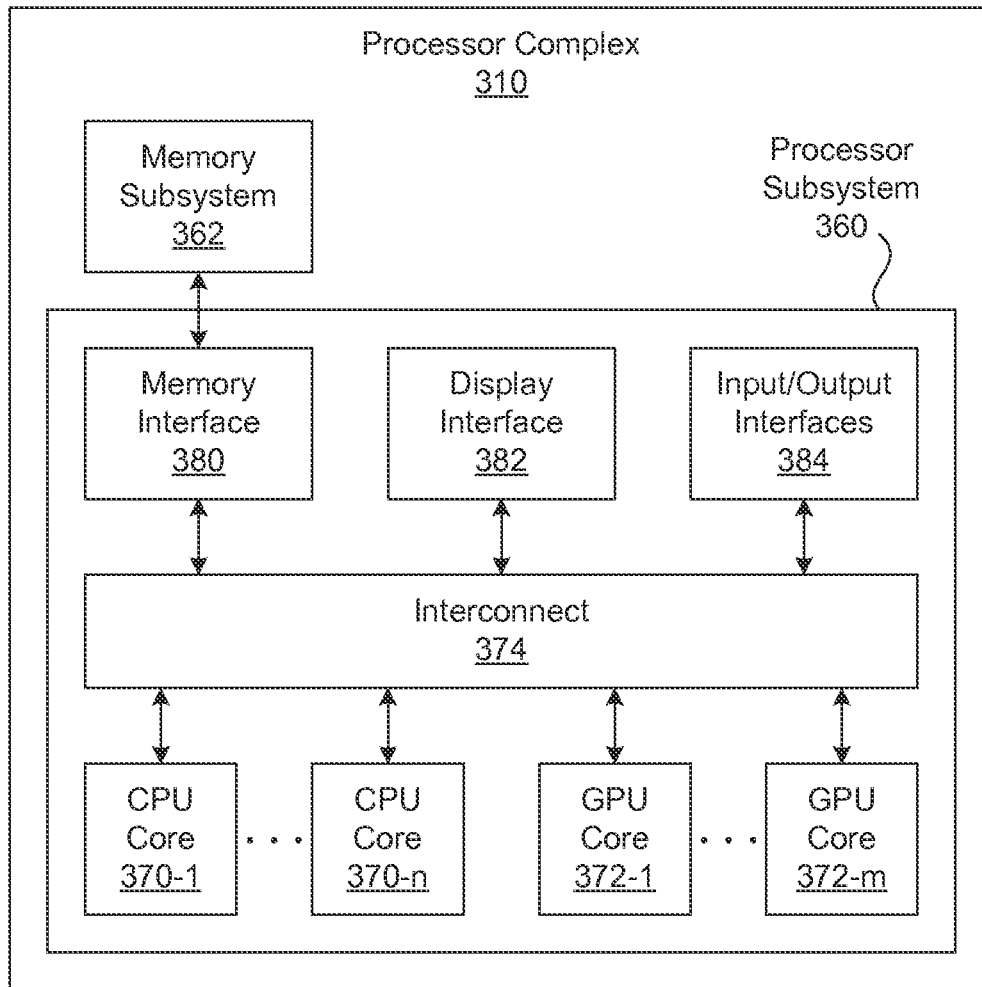 Processor Complex
310
Memory
Subsystem
362
Processor
Subsystem
360
Memory
Interface
380
Display
Interface
382
Input/Output
Interfaces
384
Interconnect
374
CPU
Core
370-1
. . .
CPU
Core
370-n
GPU
Core
372-1
. . .
GPU
Core
372-m